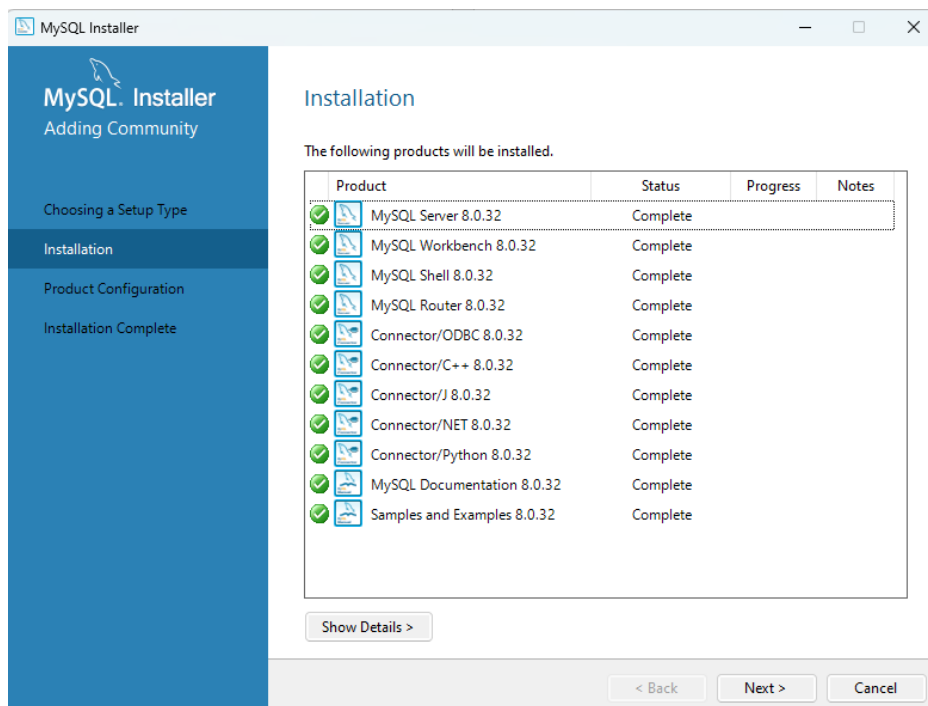 MySQL Installer
MySQL. Installer
Adding Community
Choosing a Setup Type
Installation
Product Configuration
Installation Complete
Installation
The following products will be installed.
Product Status Progress Notes
MySQL Server 8.0.32 Complete
MySQL Workbench 8.0.32 Complete
MySQL Shell 8.0.32 Complete
MySQL Router 8.0.32 Complete
Connector/ODBC 8.0.32 Complete
Connector/C++ 8.0.32 Complete
Connector/J 8.0.32 Complete
Connector/NET 8.0.32 Complete
Connector/Python 8.0.32 Complete
MySQL Documentation 8.0.32 Complete
Samples and Examples 8.0.32 Complete
Show Details >
< Back Next > Cancel